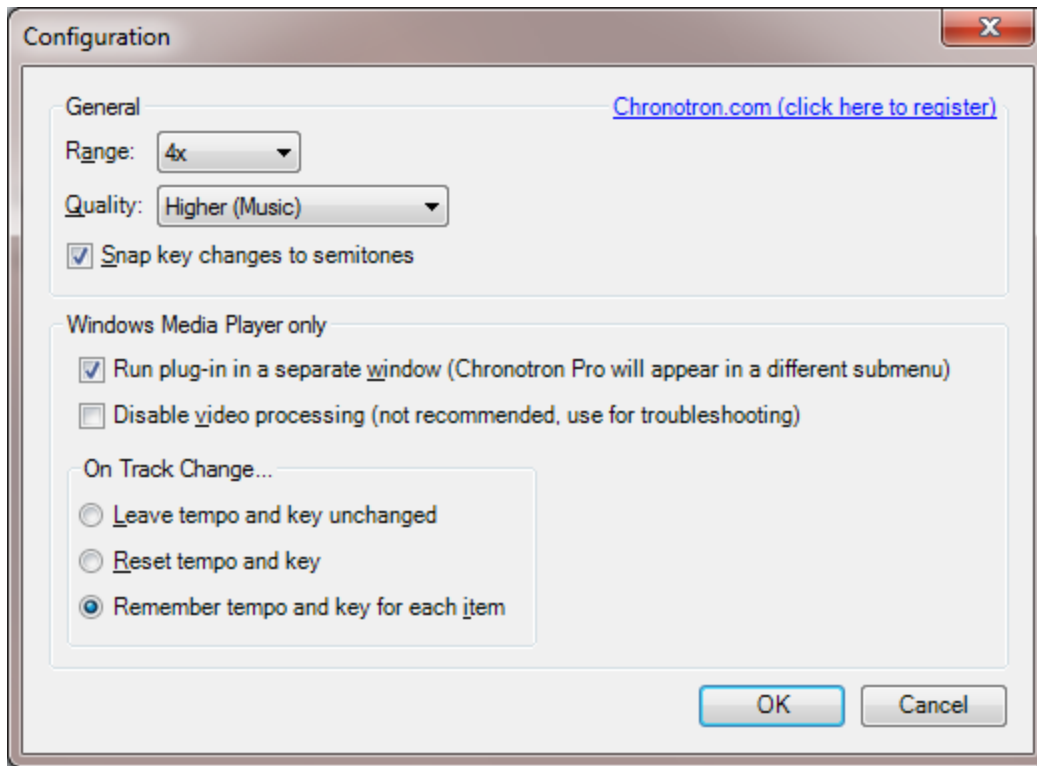 Configuration
General
Chronotron.com (click here to register)
Range: 4x
Quality: Higher (Music)
Snap key changes to semitones
Windows Media Player only
Run plug-in in a separate window (Chronotron Pro will appear in a different submenu)
Disable video processing (not recommended, use for troubleshooting)
On Track Change...
Leave tempo and key unchanged
Reset tempo and key
Remember tempo and key for each item
OK
Cancel